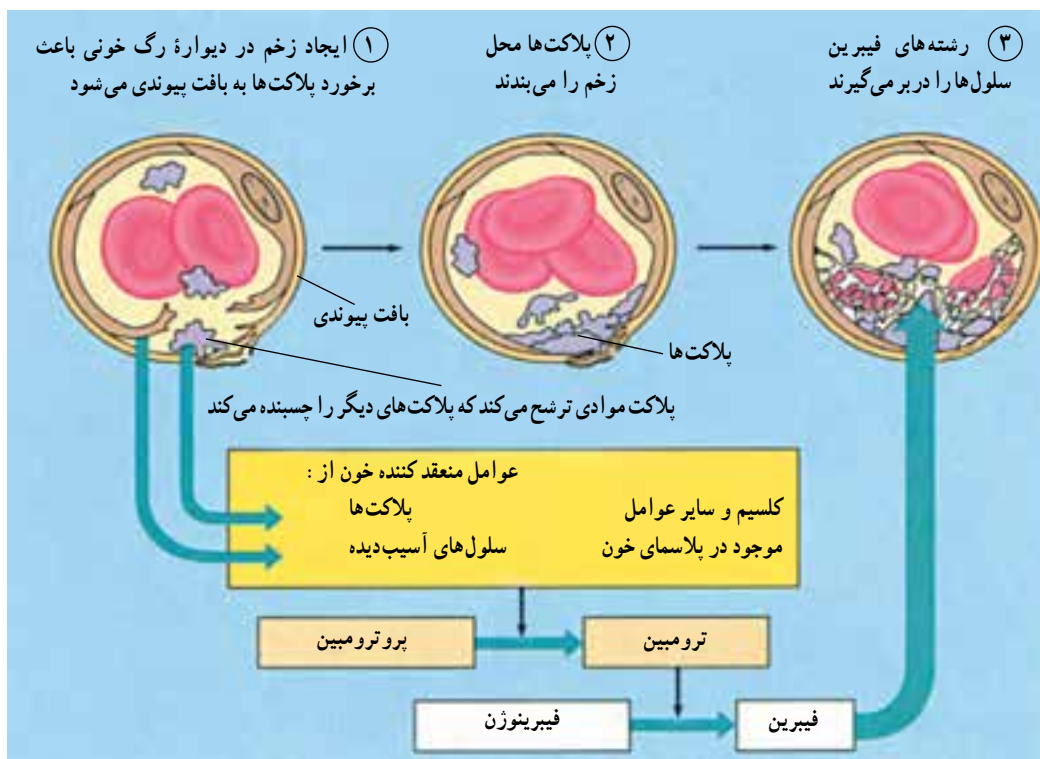 ۱ ایجاد زخم در دیوارهٔ رگ خونی باعث
برخورد پلاکت‌ها به بافت پیوندی می‌شود
۲ پلاکت‌ها محل
زخم را می‌بندند
۳ رشته‌های فیبرین
سلول‌ها را دربر می‌گیرند
بافت پیوندی
پلاکت‌ها
پلاکت موادی ترشح می‌کند که پلاکت‌های دیگر را چسبنده می‌کند
عوامل منعقد کننده خون از :
کلسیم و سایر عوامل
موجود در پلاسمای خون
پلاکت‌ها
سلول‌های آسیب‌دیده
پروترومبین
ترومبین
فیبرینوژن
فیبرین